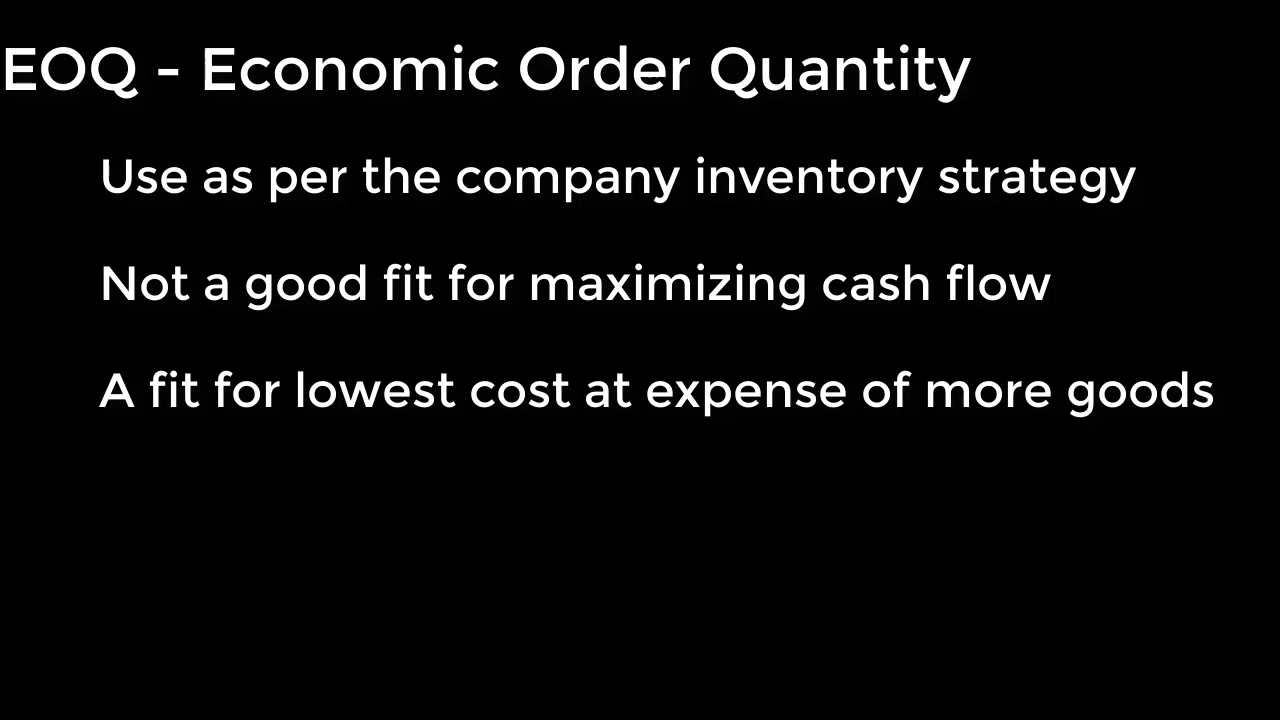 EOQ - Economic Order Quantity
Use as per the company inventory strategy
Not a good fit for maximizing cash flow
A fit for lowest cost at expense of more goods